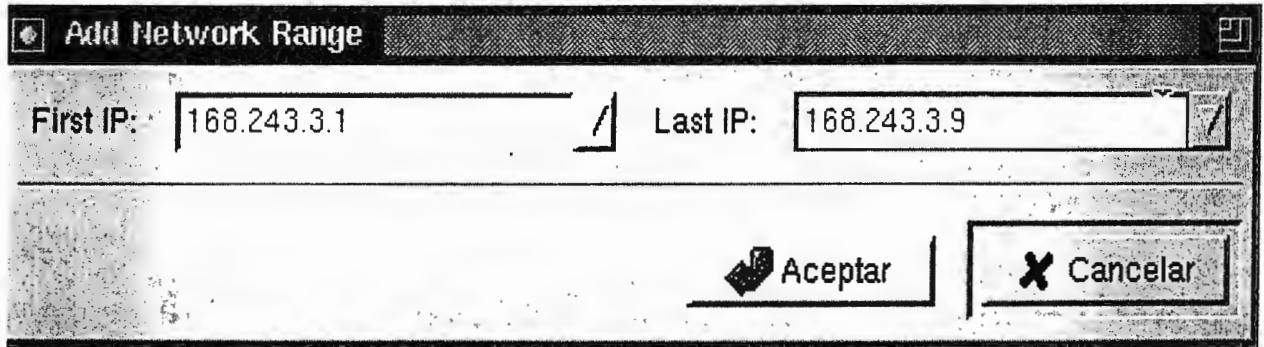 Add Network Range
First IP: 168.243.3.1 Last IP: 168.243.3.9
Aceptar Cancelar